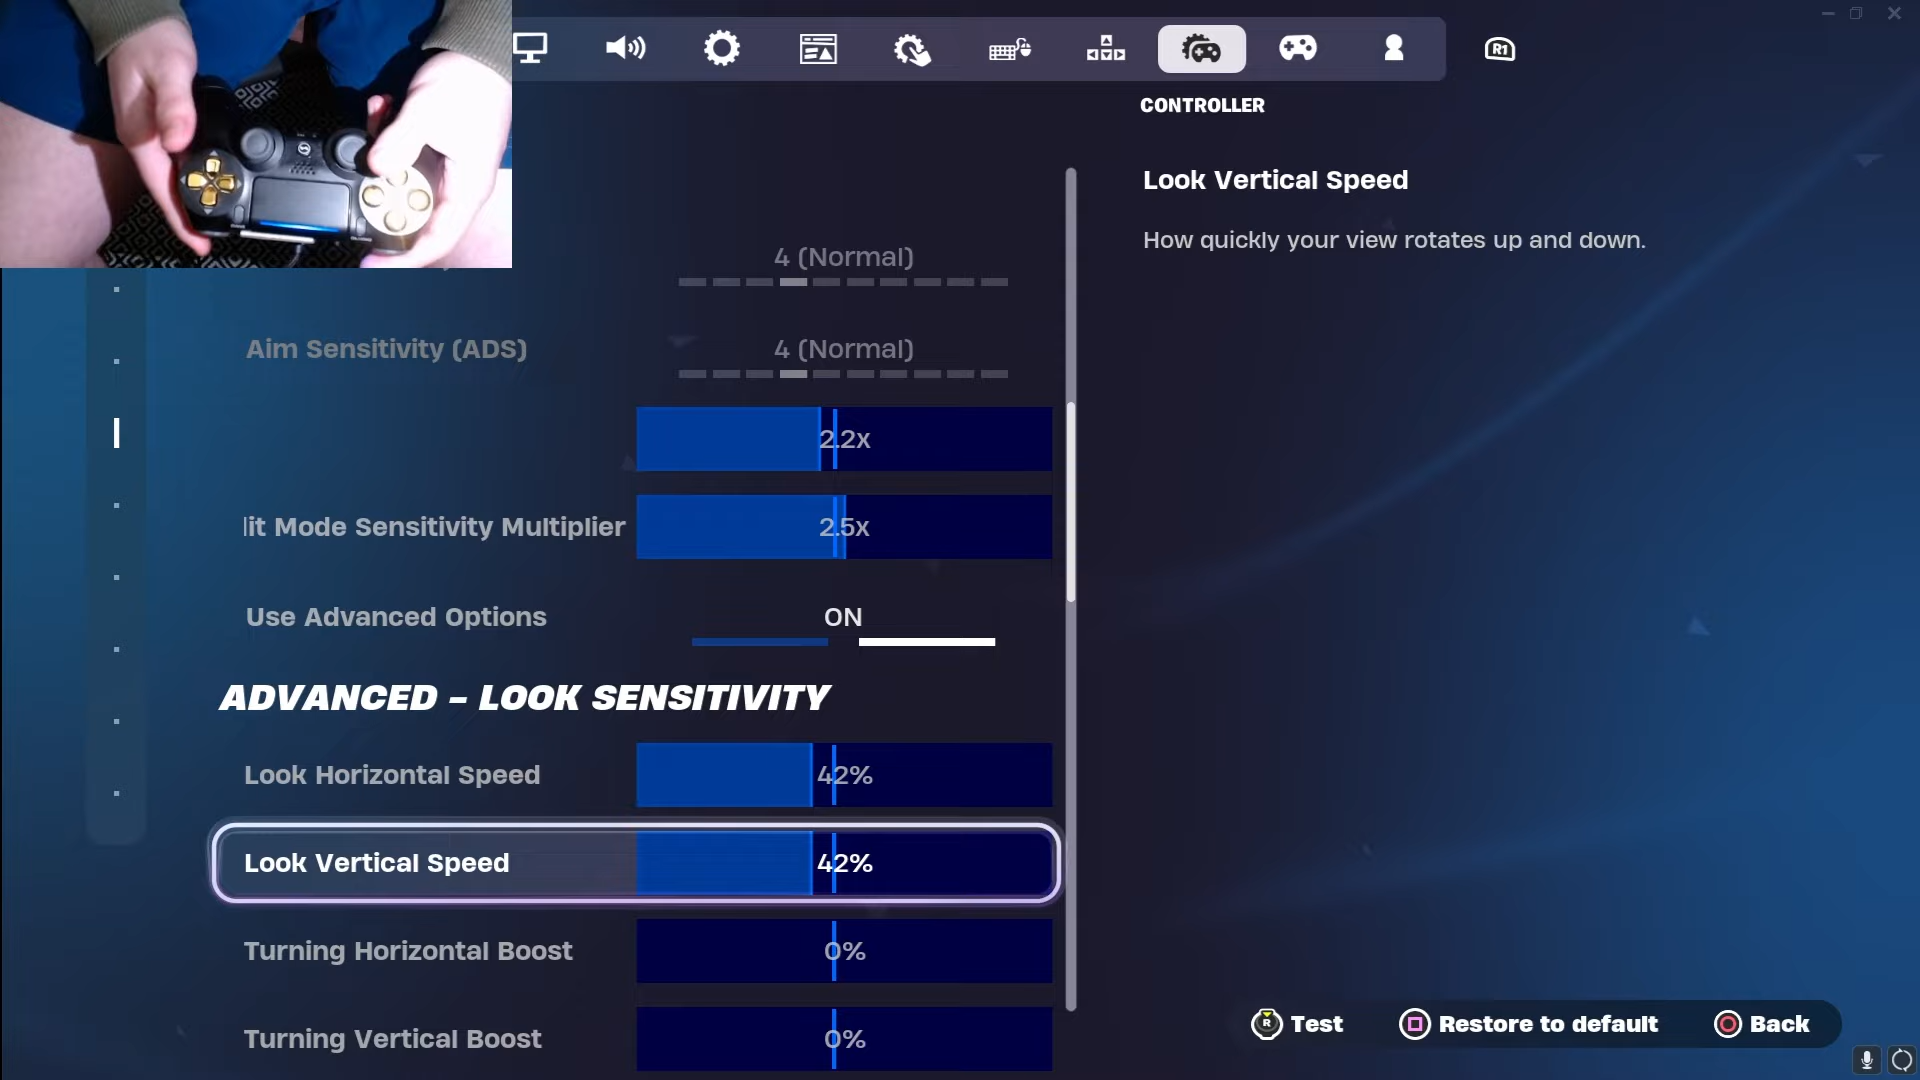 R1
CONTROLLER
Look Vertical Speed
How quickly your view rotates up and down.
4 (Normal)
Aim Sensitivity (ADS) 4 (Normal)
2.2x
lit Mode Sensitivity Multiplier 2.5x
Use Advanced Options ON
ADVANCED - LOOK SENSITIVITY
Look Horizontal Speed 42%
Look Vertical Speed 42%
Turning Horizontal Boost 0%
Turning Vertical Boost 0%
R Test Restore to default Back